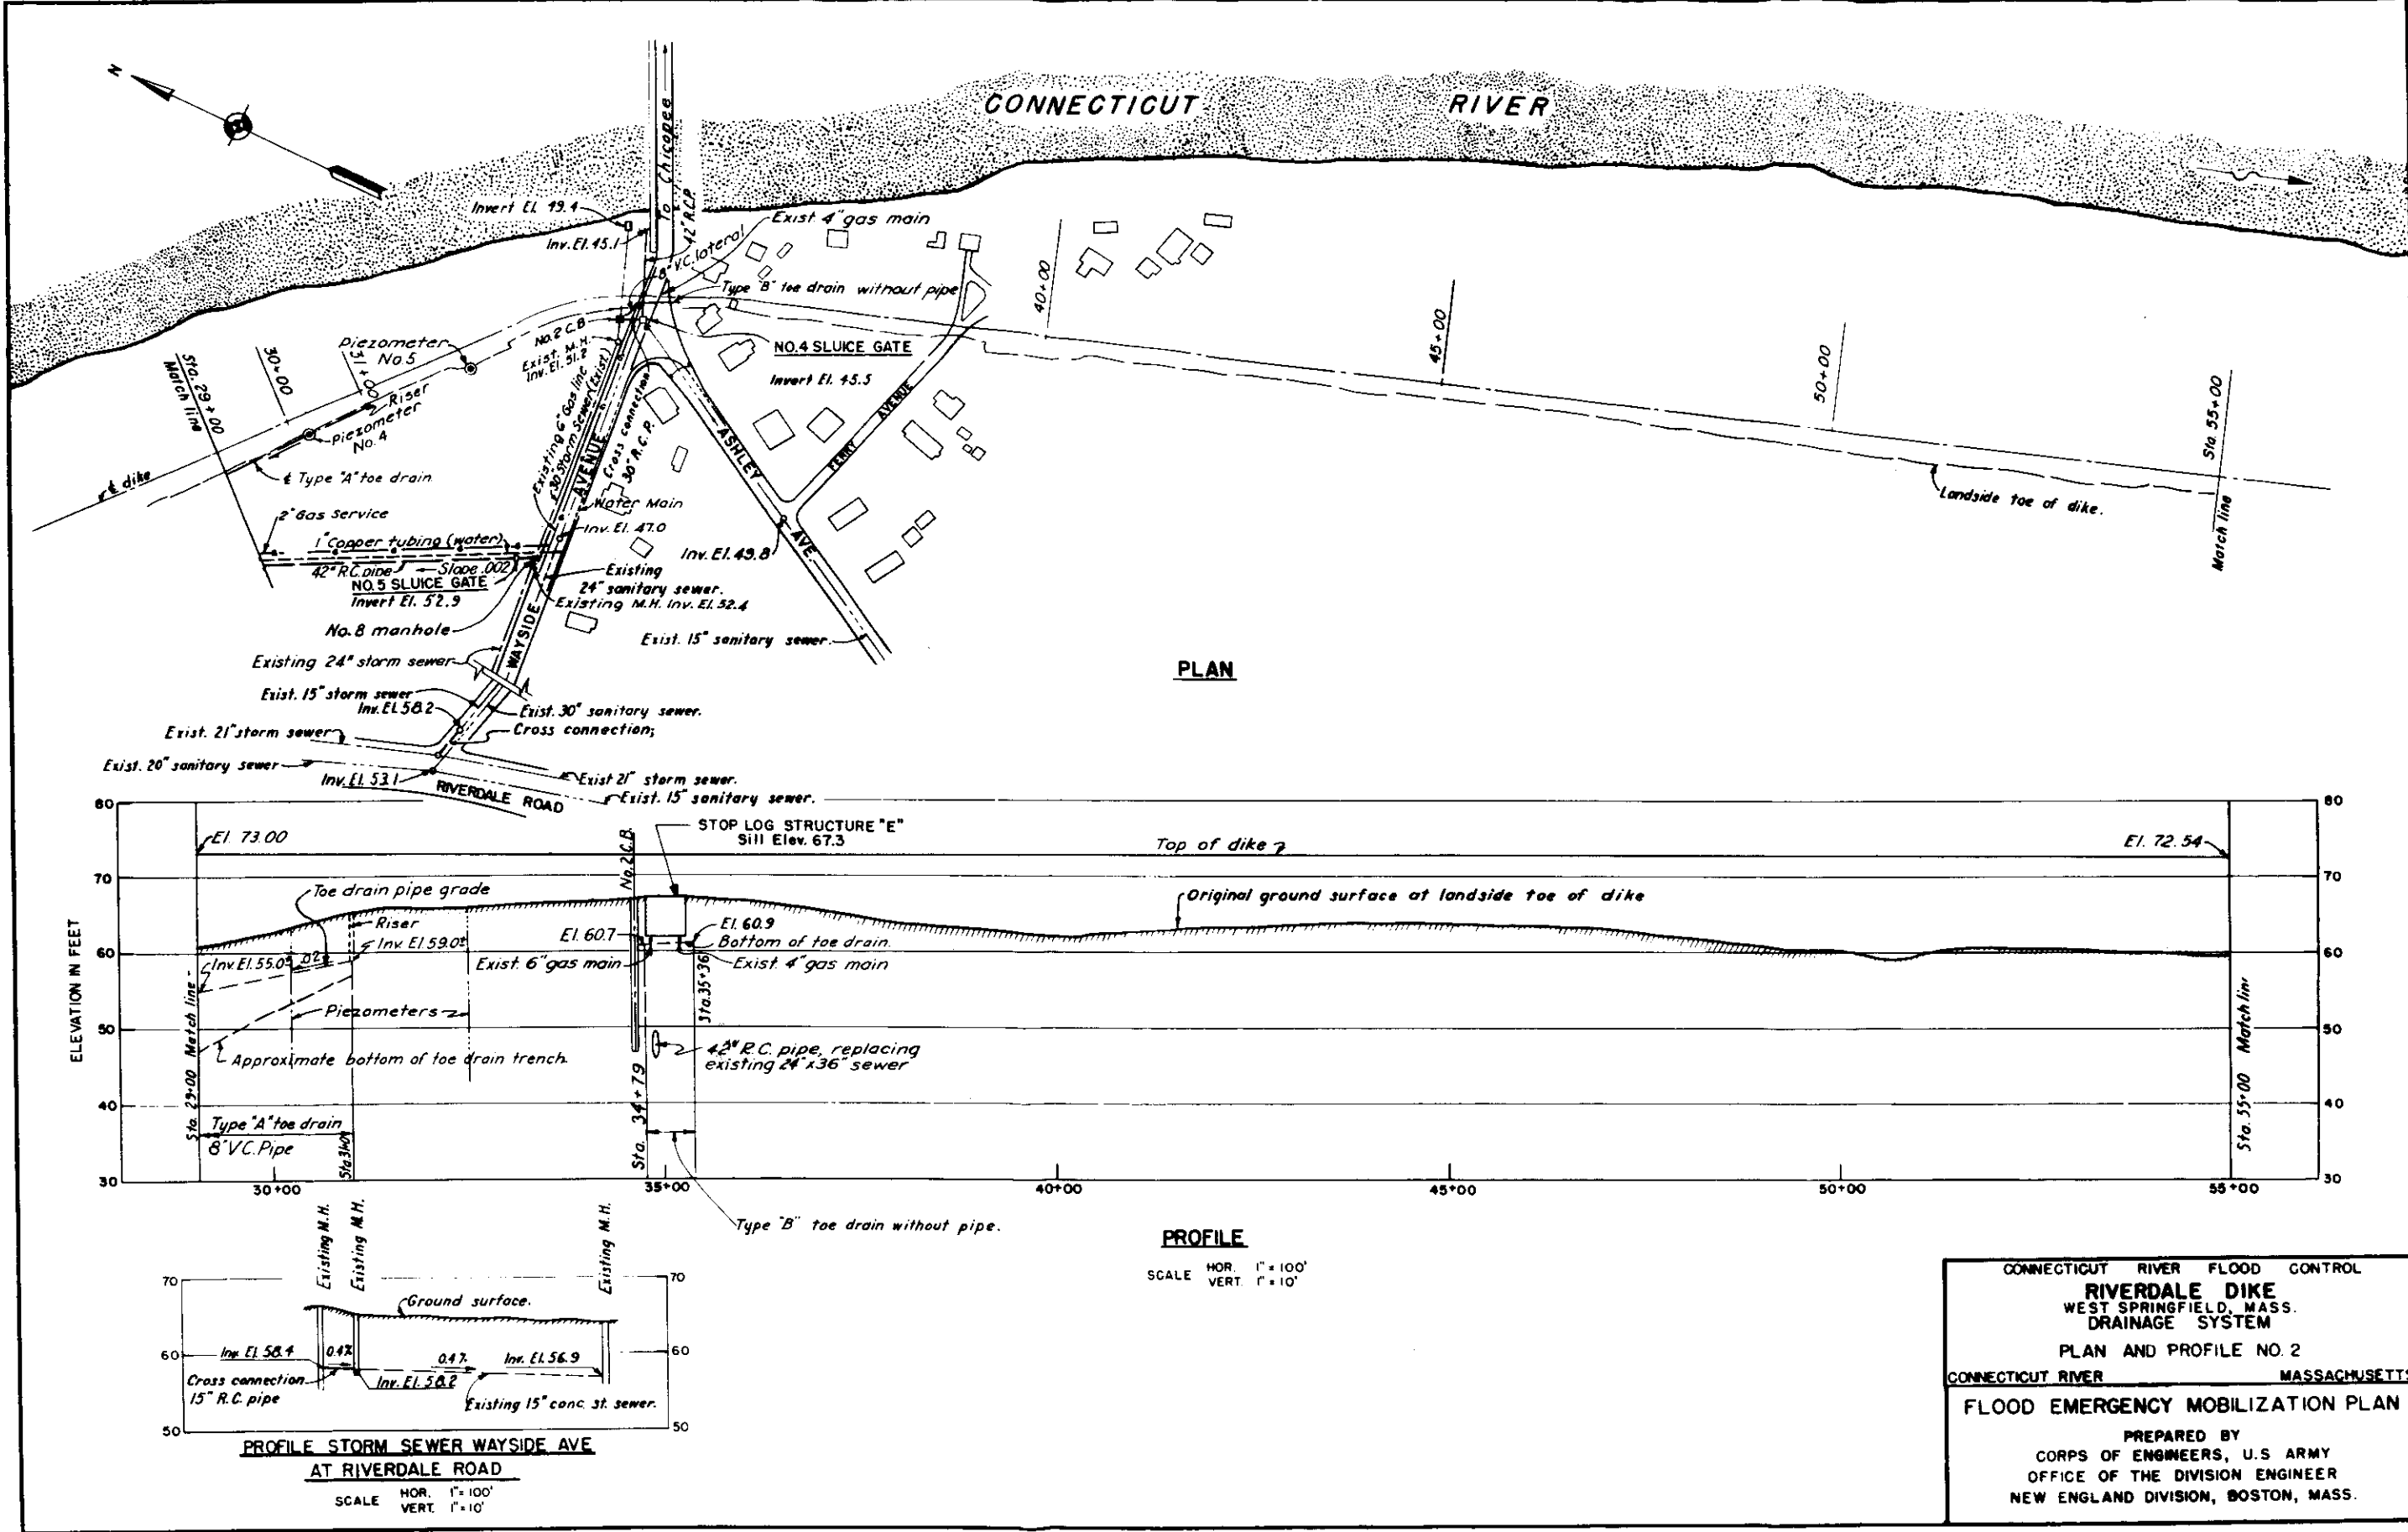 N
CONNECTICUT RIVER
To Chicopee
Invert El. 49.4
Inv. El. 45.1
42" R.C.P.
Exist. 4" gas main
8" V.C. lateral
Type "B" toe drain without pipe
No. 2 C.B.
Exist. M.H.
Inv. El. 51.2
NO. 4 SLUICE GATE
Invert El. 45.5
Piezometer
No. 5
Sta. 29+00
Match line
30+00
31+00
Riser
Piezometer
No. 4
40+00
45+00
50+00
Sta. 55+00
Match line
Existing 6" Gas line
30" Storm Sewer (Exist.)
Cross connection
30" R.C.P.
ASHLEY AVE.
FERRY AVENUE
℄ dike
℄ Type "A" toe drain
2" Gas Service
Water Main
Inv. El. 47.0
Inv. El. 49.8
Landside toe of dike.
1" Copper tubing (water)
42" R.C. pipe
Slope .002
NO. 5 SLUICE GATE
Invert El. 52.9
Existing
24" sanitary sewer.
Existing M.H. Inv. El. 52.4
No. 8 manhole
WAYSIDE AVENUE
Exist. 15" sanitary sewer.
Existing 24" storm sewer
PLAN
Exist. 15" storm sewer
Inv. El. 58.2
Exist. 30" sanitary sewer.
Cross connection;
Exist. 21" storm sewer
Exist. 20" sanitary sewer
Inv. El. 53.1
RIVERDALE ROAD
Exist 21" storm sewer.
Exist. 15" sanitary sewer.
ELEVATION IN FEET
80
70
60
50
40
30
El. 73.00
STOP LOG STRUCTURE "E"
Sill Elev. 67.3
Top of dike
El. 72.54
80
70
60
50
40
30
No. 2 C.B.
Toe drain pipe grade
Riser
Inv. El. 59.0±
Original ground surface at landside toe of dike
El. 60.7
El. 60.9
Bottom of toe drain.
Inv. El. 55.0±
.02
Exist. 6" gas main
Exist. 4" gas main
Sta. 35+36
Piezometers
Approximate bottom of toe drain trench.
42" R.C. pipe, replacing
existing 24"x36" sewer
Sta. 29+00 Match line
Type "A" toe drain
8" V.C. Pipe
Sta. 34+79
Sta. 55+00 Match line
30+00
35+00
40+00
45+00
50+00
55+00
Type "B" toe drain without pipe.
PROFILE
SCALE HOR. 1" = 100'
VERT. 1" = 10'
Existing M.H.
Existing M.H.
Existing M.H.
70
60
50
70
60
50
Ground surface.
Inv. El. 58.4
0.4%
0.4%
Inv. El. 56.9
Cross connection
15" R.C. pipe
Inv. El. 58.2
Existing 15" conc. st. sewer.
PROFILE STORM SEWER WAYSIDE AVE
AT RIVERDALE ROAD
SCALE HOR. 1" = 100'
VERT. 1" = 10'
CONNECTICUT RIVER FLOOD CONTROL
RIVERDALE DIKE
WEST SPRINGFIELD, MASS.
DRAINAGE SYSTEM
PLAN AND PROFILE NO. 2
CONNECTICUT RIVER MASSACHUSETTS
FLOOD EMERGENCY MOBILIZATION PLAN
PREPARED BY
CORPS OF ENGINEERS, U.S ARMY
OFFICE OF THE DIVISION ENGINEER
NEW ENGLAND DIVISION, BOSTON, MASS.